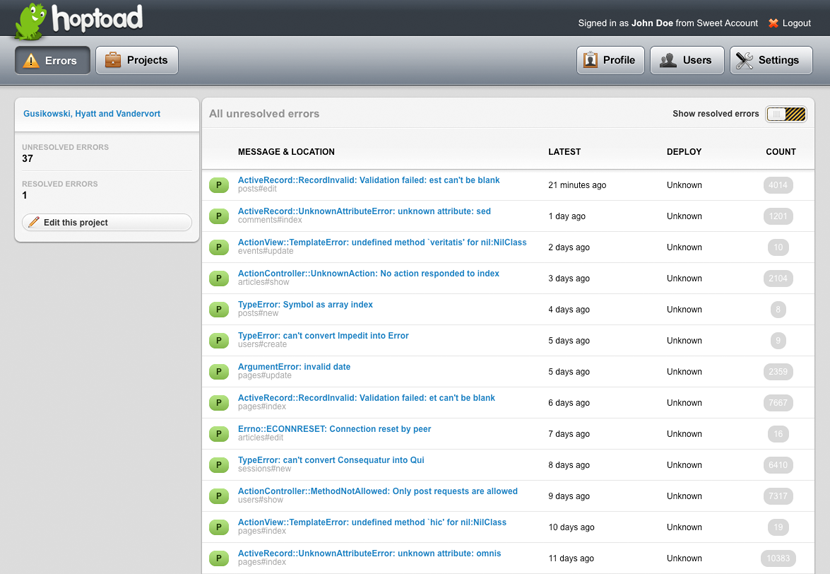 hoptoad
Signed in as John Doe from Sweet Account Logout
Errors Projects Profile Users Settings
Gusikowski, Hyatt and Vandervort
UNRESOLVED ERRORS
37
RESOLVED ERRORS
1
Edit this project
All unresolved errors Show resolved errors
MESSAGE & LOCATION LATEST DEPLOY COUNT
P ActiveRecord::RecordInvalid: Validation failed: est can't be blank 21 minutes ago Unknown 4014
posts#edit
P ActiveRecord::UnknownAttributeError: unknown attribute: sed 1 day ago Unknown 1201
comments#index
P ActionView::TemplateError: undefined method `veritatis' for nil:NilClass 2 days ago Unknown 10
events#update
P ActionController::UnknownAction: No action responded to index 3 days ago Unknown 2104
articles#show
P TypeError: Symbol as array index 4 days ago Unknown 8
posts#new
P TypeError: can't convert Impedit into Error 5 days ago Unknown 9
users#create
P ArgumentError: invalid date 5 days ago Unknown 2359
pages#update
P ActiveRecord::RecordInvalid: Validation failed: et can't be blank 6 days ago Unknown 7667
pages#index
P Errno::ECONNRESET: Connection reset by peer 7 days ago Unknown 16
articles#edit
P TypeError: can't convert Consequatur into Qui 8 days ago Unknown 6410
sessions#new
P ActionController::MethodNotAllowed: Only post requests are allowed 9 days ago Unknown 7317
users#show
P ActionView::TemplateError: undefined method `hic' for nil:NilClass 10 days ago Unknown 19
pages#index
P ActiveRecord::UnknownAttributeError: unknown attribute: omnis 11 days ago Unknown 10383
pages#index